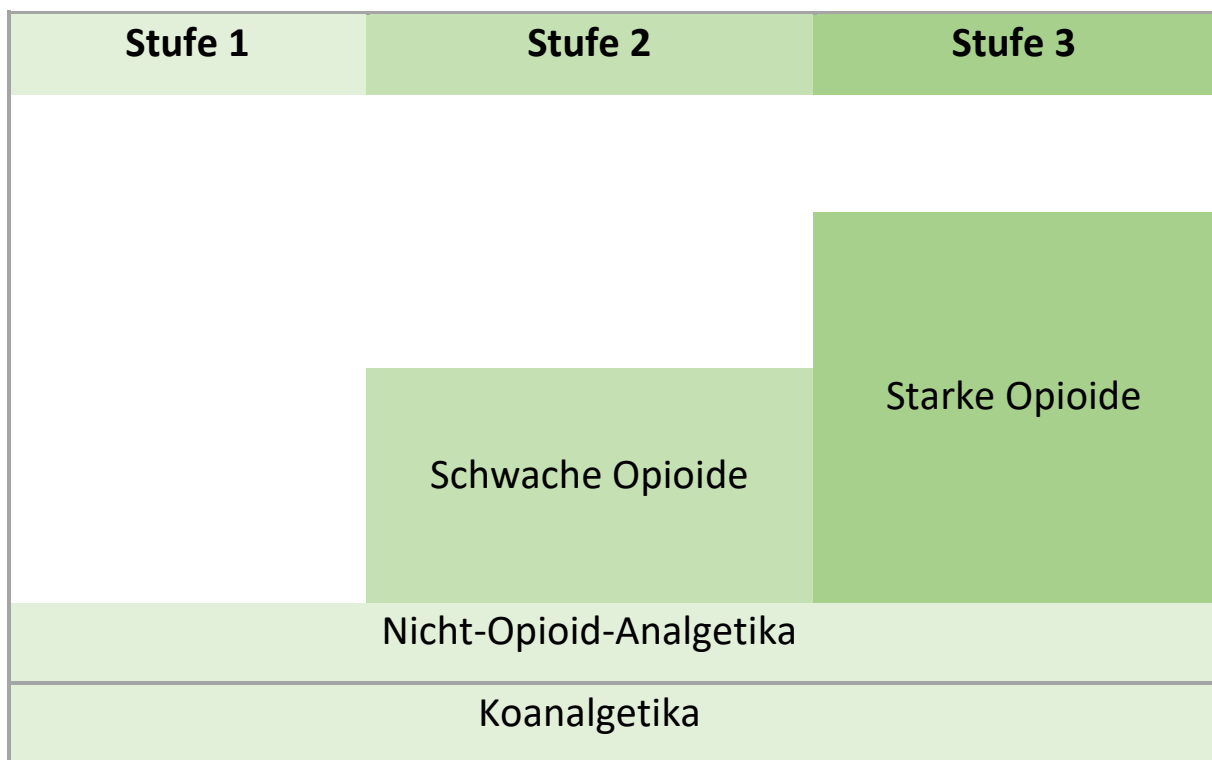 Stufe 1 Stufe 2 Stufe 3
Starke Opioide
Schwache Opioide
Nicht-Opioid-Analgetika
Koanalgetika